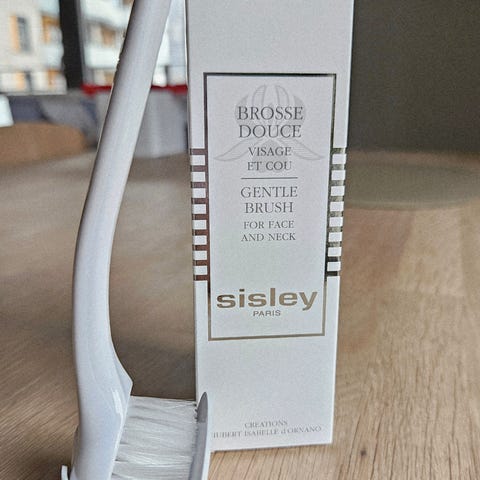 BROSSE
DOUCE
VISAGE
ET COU
GENTLE
BRUSH
FOR FACE
AND NECK
sisley
PARIS
CREATIONS
HUBERT ISABELLE d'ORNANO